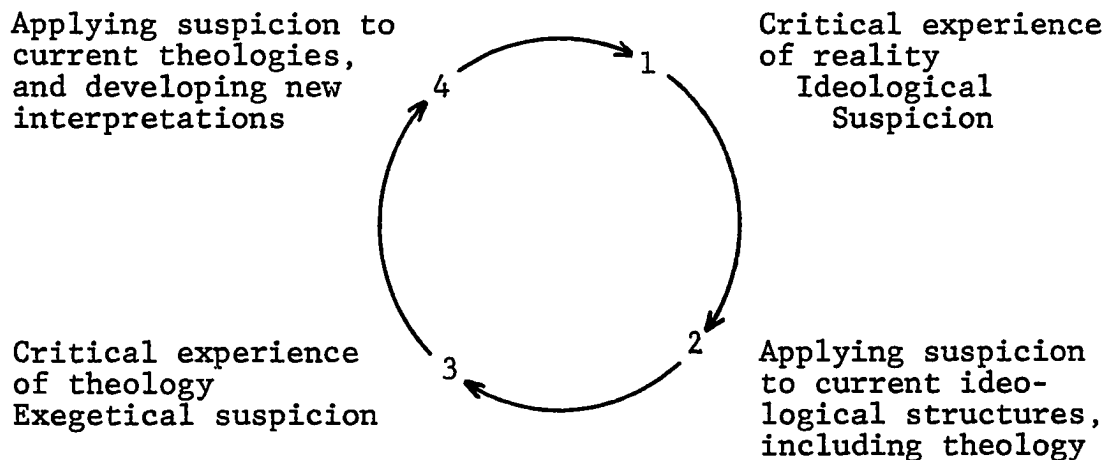 Applying suspicion to
current theologies,
and developing new
interpretations
4
1
Critical experience
of reality
Ideological
Suspicion
Critical experience
of theology
Exegetical suspicion
3
2
Applying suspicion
to current ideo-
logical structures,
including theology